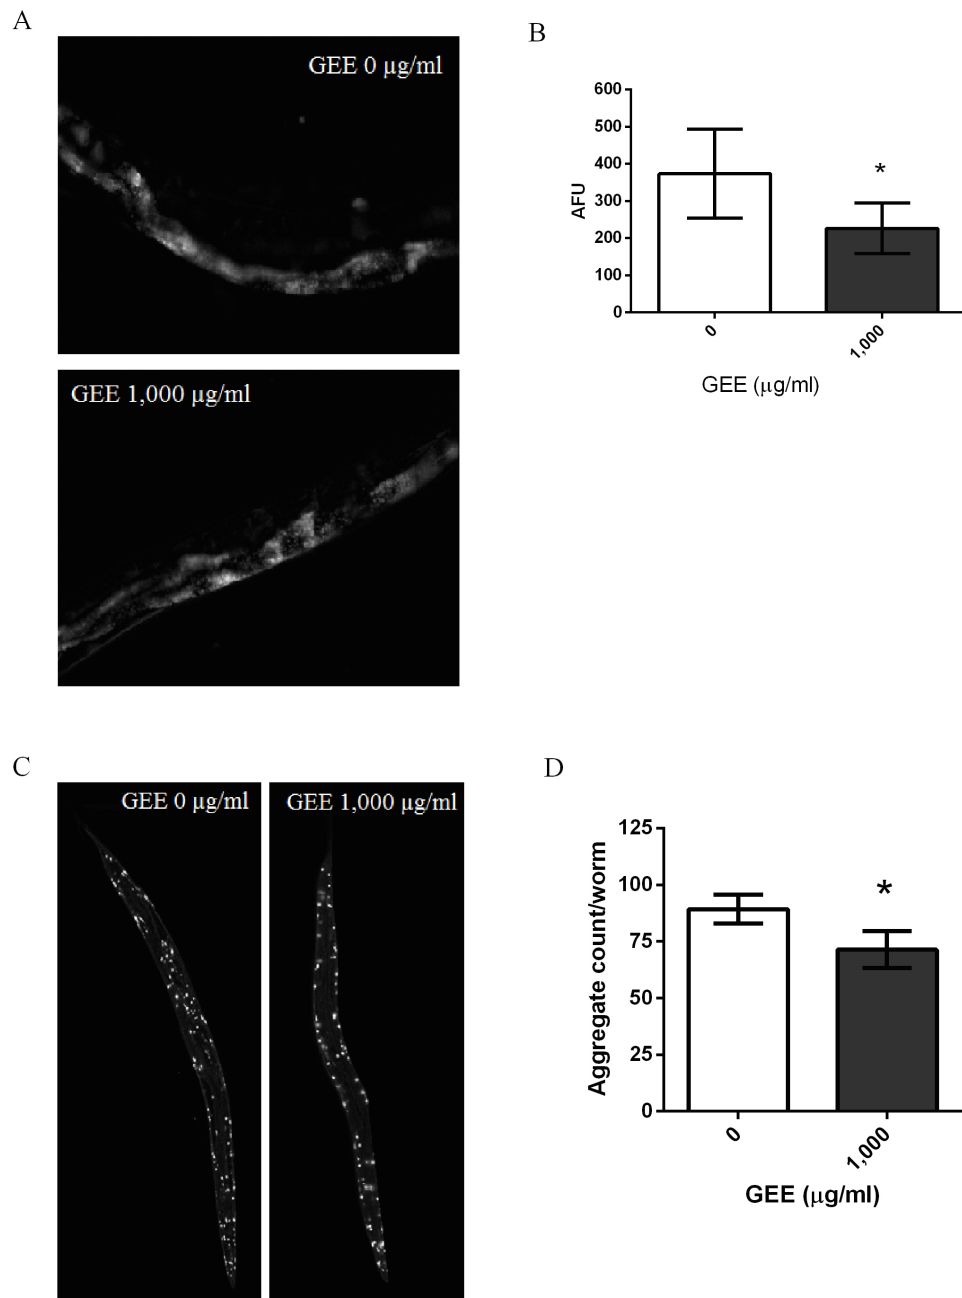 A
GEE 0 µg/ml
GEE 1,000 µg/ml
B
600
500
400
300
200
100
0
AFU
*
0
1,000
GEE (µg/ml)
C
GEE 0 µg/ml
GEE 1,000 µg/ml
D
125
100
75
50
25
0
Aggregate count/worm
*
0
1,000
GEE (µg/ml)